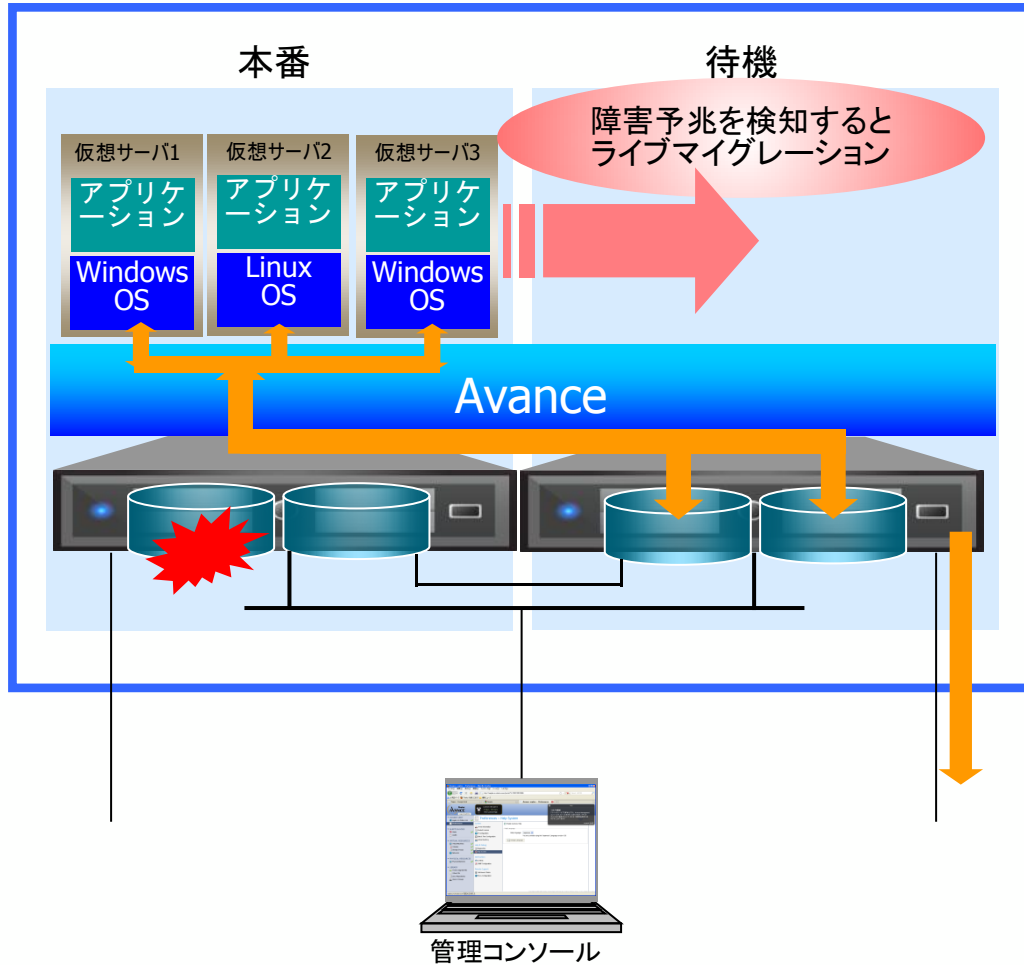 本番
待機
障害予兆を検知すると
ライブマイグレーション
仮想サーバ1
仮想サーバ2
仮想サーバ3
アプリケ
ーション
アプリケ
ーション
アプリケ
ーション
Windows
OS
Linux
OS
Windows
OS
Avance
管理コンソール